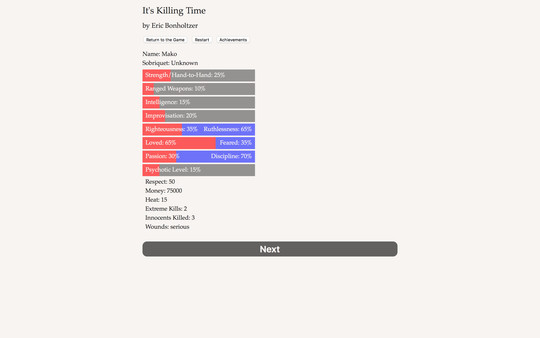 It's Killing Time
by Eric Bonholtzer
Return to the Game Restart Achievements
Name: Mako
Sobriquet: Unknown
Strength/Hand-to-Hand: 25%
Ranged Weapons: 10%
Intelligence: 15%
Improvisation: 20%
Righteousness: 35% Ruthlessness: 65%
Loved: 65% Feared: 35%
Passion: 30% Discipline: 70%
Psychotic Level: 15%
Respect: 50
Money: 75000
Heat: 15
Extreme Kills: 2
Innocents Killed: 3
Wounds: serious
Next